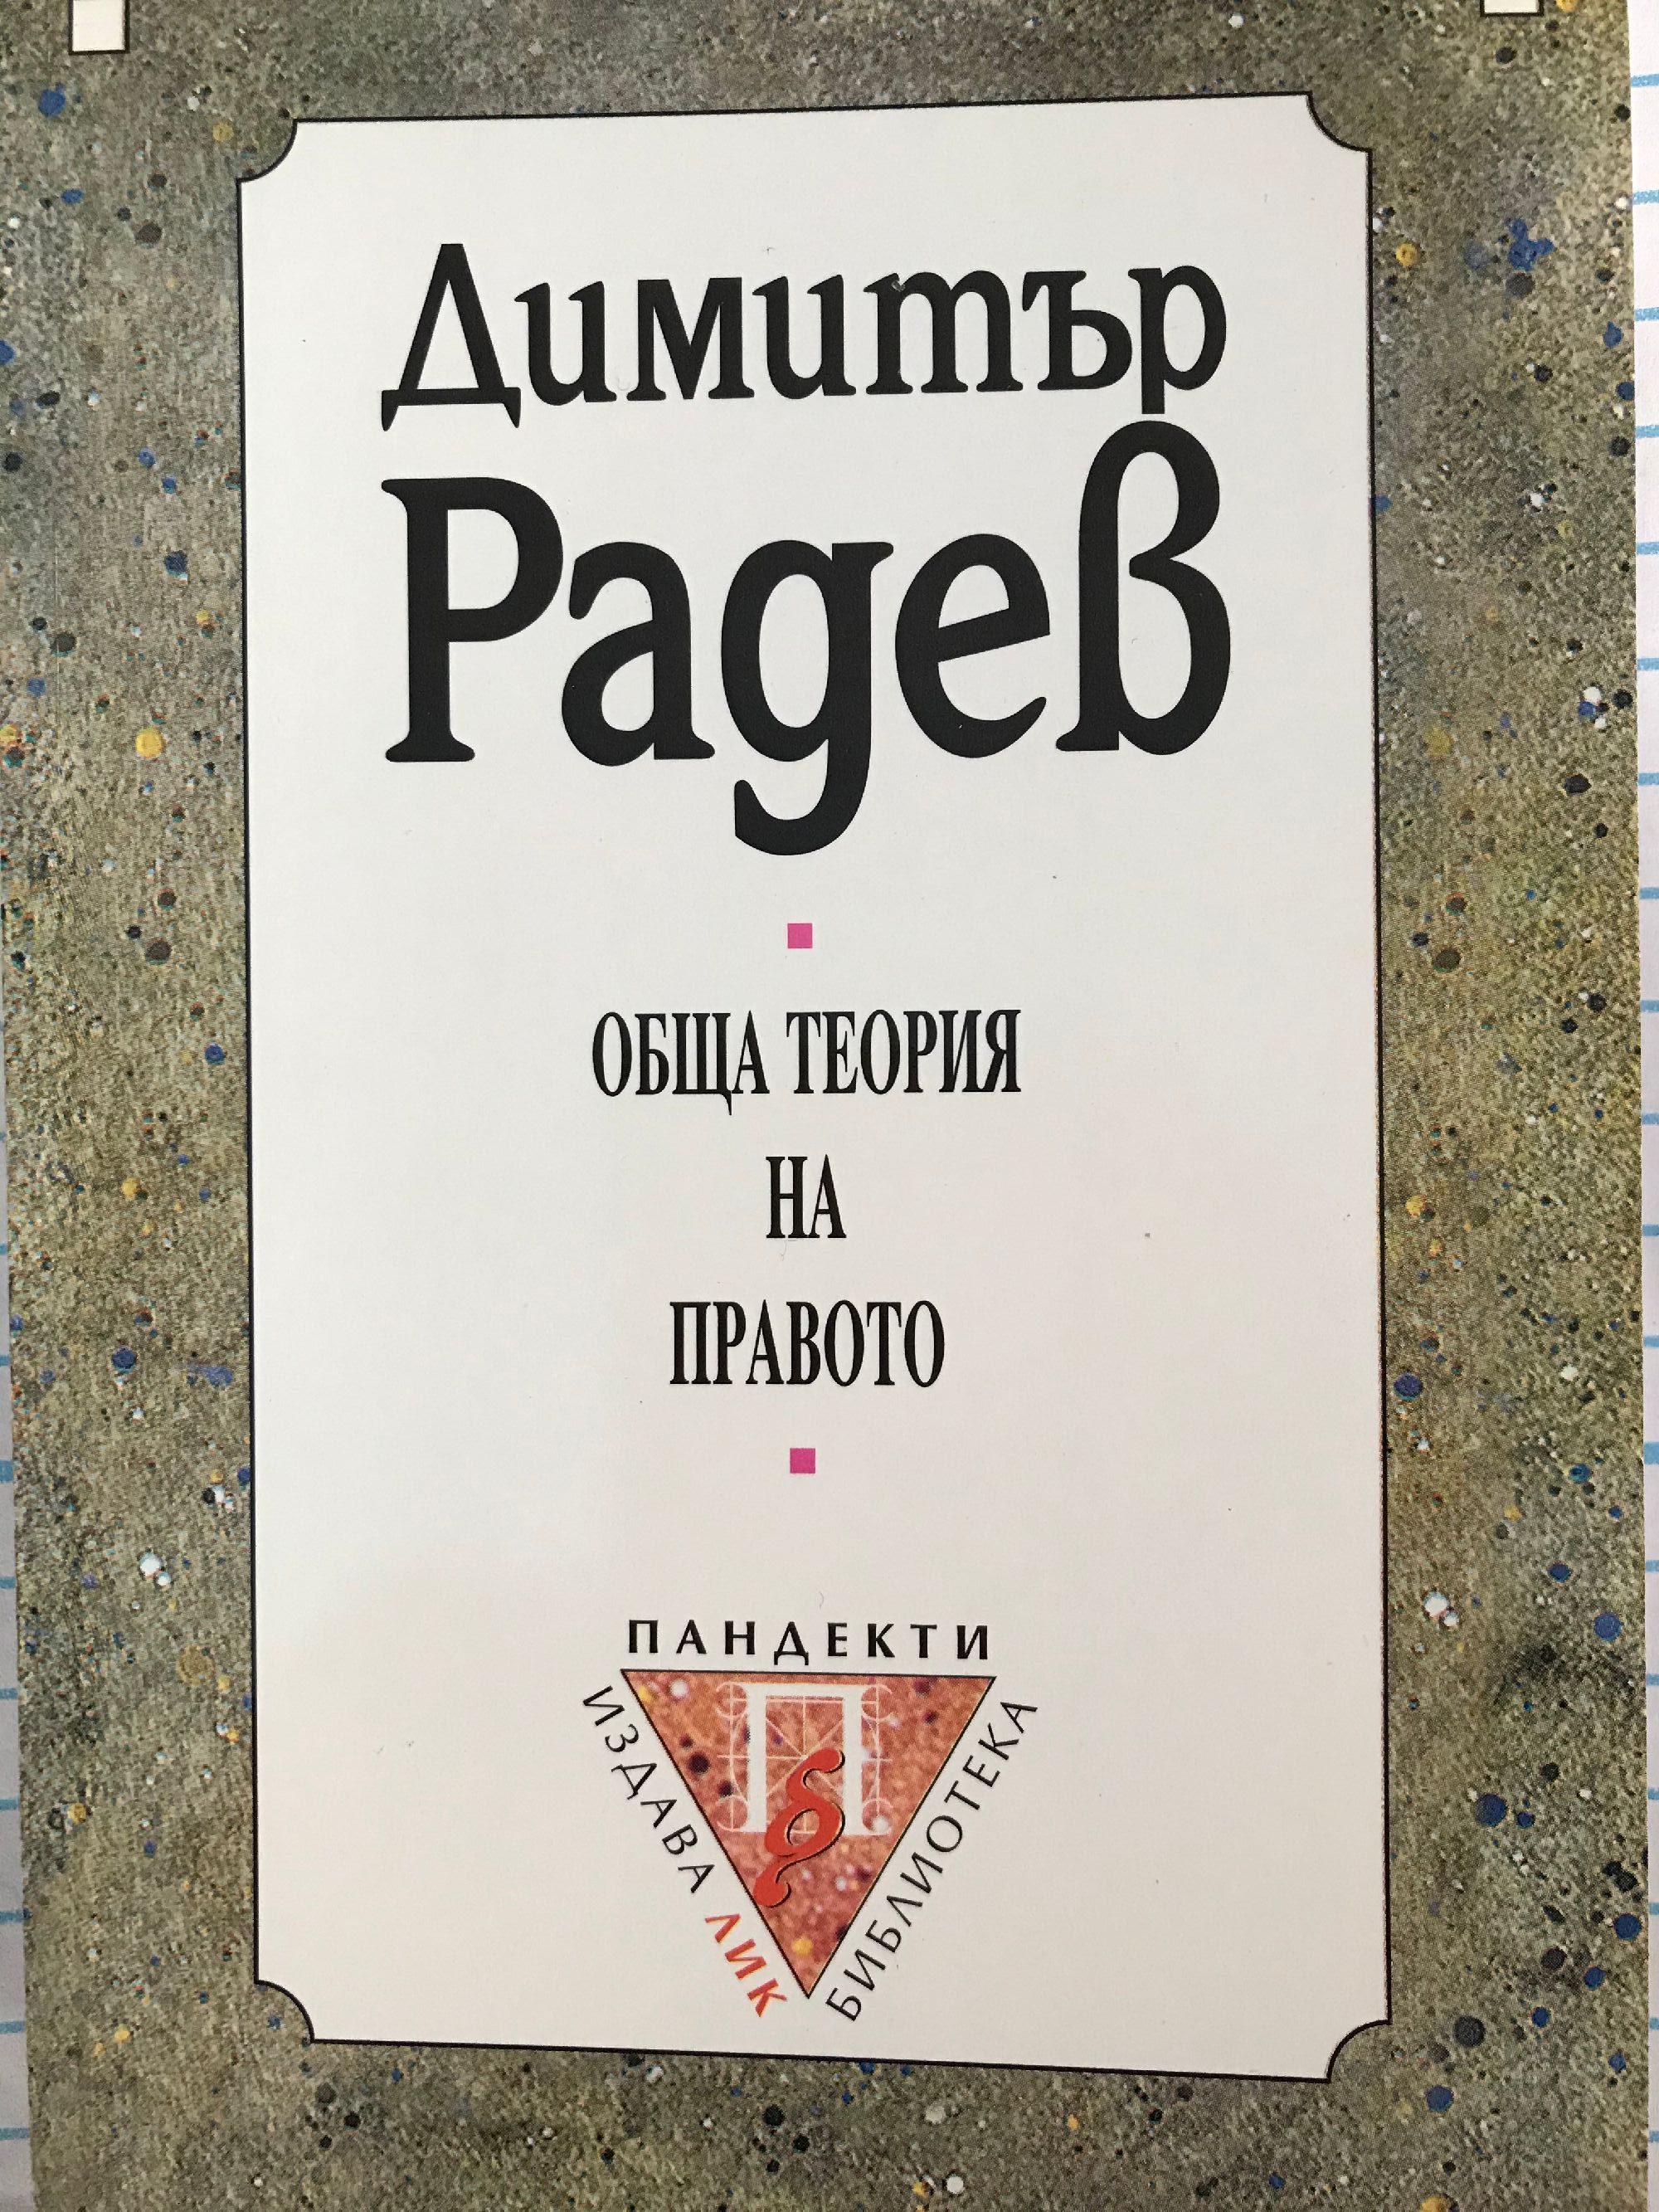 Димитър
Радев
ОБЩА ТЕОРИЯ
НА
ПРАВОТО
ПАНДЕКТИ
П
§
ИЗДАВА ЛИК
БИБЛИОТЕКА